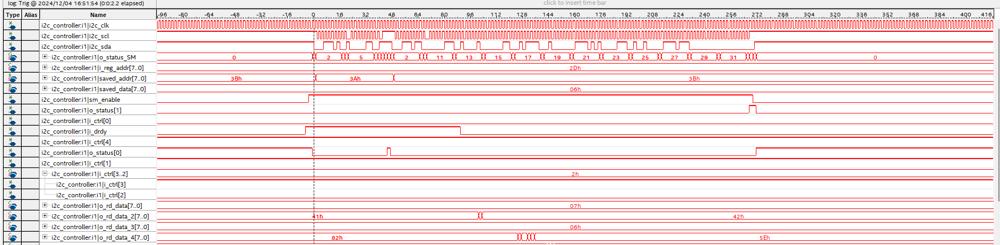 log: Trig @ 2024/12/04 16:51:54 (0:0:2.2 elapsed) click to insert time bar
Type Alias Name -96 -80 -64 -48 -32 -16 0 16 32 48 64 80 96 112 128 144 160 176 192 208 224 240 256 272 288 304 320 336 352 368 384 400 416
i2c_controller:i1|i2c_clk
i2c_controller:i1|i2c_scl
i2c_controller:i1|i2c_sda
i2c_controller:i1|o_status_SM 0 2 5 2 11 13 15 17 19 21 23 25 27 29 31 0
i2c_controller:i1|i_reg_addr[7..0] 2Dh
i2c_controller:i1|saved_addr[7..0] 3Bh 3Ah 3Bh
i2c_controller:i1|saved_data[7..0] 06h
i2c_controller:i1|sm_enable
i2c_controller:i1|o_status[1]
i2c_controller:i1|i_ctrl[0]
i2c_controller:i1|i_drdy
i2c_controller:i1|i_ctrl[4]
i2c_controller:i1|o_status[0]
i2c_controller:i1|i_ctrl[1]
i2c_controller:i1|i_ctrl[3..2] 2h
i2c_controller:i1|i_ctrl[3]
i2c_controller:i1|i_ctrl[2]
i2c_controller:i1|o_rd_data[7..0] 07h
i2c_controller:i1|o_rd_data_2[7..0] 41h 42h
i2c_controller:i1|o_rd_data_3[7..0] 06h
i2c_controller:i1|o_rd_data_4[7..0] 82h 5Eh